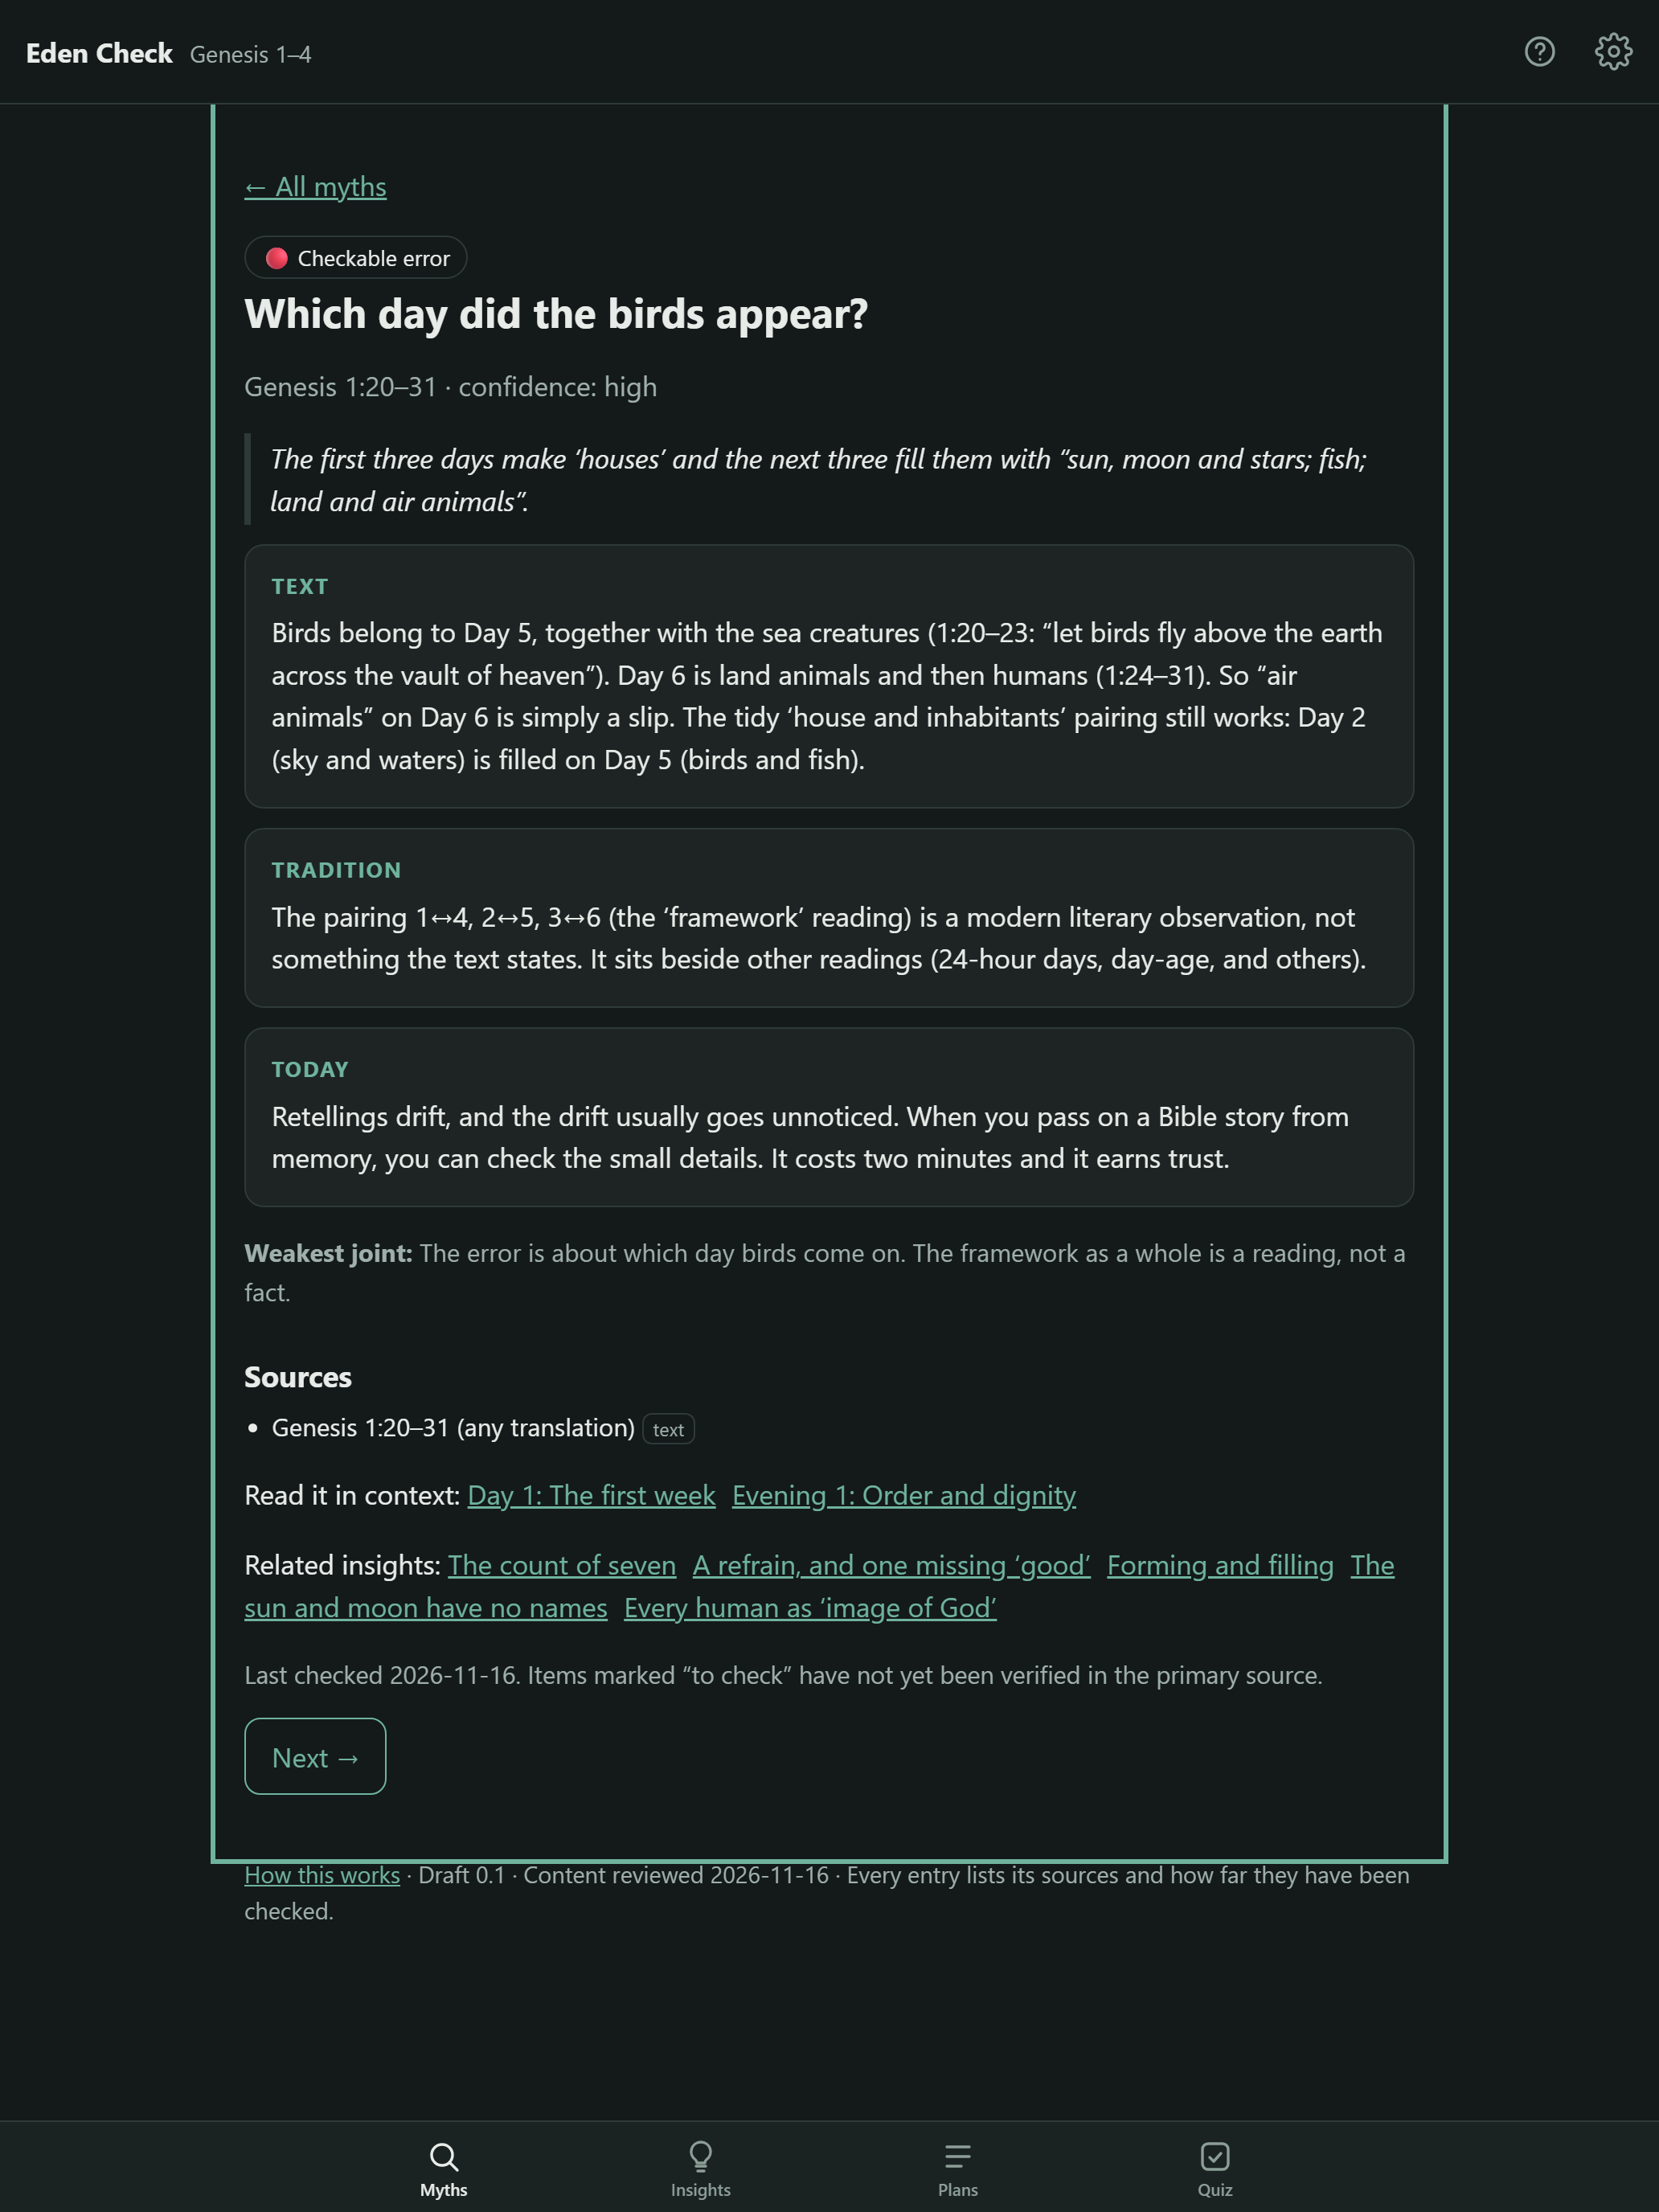 Eden Check Genesis 1–4
← All myths
Checkable error
Which day did the birds appear?
Genesis 1:20–31 · confidence: high
The first three days make ‘houses’ and the next three fill them with “sun, moon and stars; fish;
land and air animals”.
TEXT
Birds belong to Day 5, together with the sea creatures (1:20–23: “let birds fly above the earth
across the vault of heaven”). Day 6 is land animals and then humans (1:24–31). So “air
animals” on Day 6 is simply a slip. The tidy ‘house and inhabitants’ pairing still works: Day 2
(sky and waters) is filled on Day 5 (birds and fish).
TRADITION
The pairing 1↔4, 2↔5, 3↔6 (the ‘framework’ reading) is a modern literary observation, not
something the text states. It sits beside other readings (24-hour days, day-age, and others).
TODAY
Retellings drift, and the drift usually goes unnoticed. When you pass on a Bible story from
memory, you can check the small details. It costs two minutes and it earns trust.
Weakest joint: The error is about which day birds come on. The framework as a whole is a reading, not a
fact.
Sources
• Genesis 1:20–31 (any translation) text
Read it in context: Day 1: The first week Evening 1: Order and dignity
Related insights: The count of seven A refrain, and one missing ‘good’ Forming and filling The
sun and moon have no names Every human as ‘image of God’
Last checked 2026-11-16. Items marked “to check” have not yet been verified in the primary source.
Next →
How this works · Draft 0.1 · Content reviewed 2026-11-16 · Every entry lists its sources and how far they have been
checked.
Myths Insights Plans Quiz